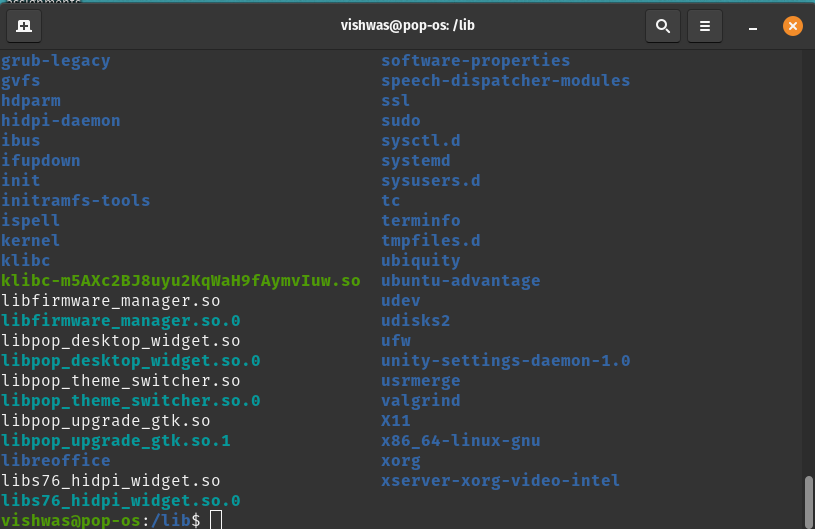 vishwas@pop-os: /lib
grub-legacy software-properties
gvfs speech-dispatcher-modules
hdparm ssl
hidpi-daemon sudo
ibus sysctl.d
ifupdown systemd
init sysusers.d
initramfs-tools tc
ispell terminfo
kernel tmpfiles.d
klibc ubiquity
klibc-m5AXc2BJ8uyu2KqWaH9fAymvIuw.so ubuntu-advantage
libfirmware_manager.so udev
libfirmware_manager.so.0 udisks2
libpop_desktop_widget.so ufw
libpop_desktop_widget.so.0 unity-settings-daemon-1.0
libpop_theme_switcher.so usrmerge
libpop_theme_switcher.so.0 valgrind
libpop_upgrade_gtk.so X11
libpop_upgrade_gtk.so.1 x86_64-linux-gnu
libreoffice xorg
libs76_hidpi_widget.so xserver-xorg-video-intel
libs76_hidpi_widget.so.0
vishwas@pop-os:/lib$